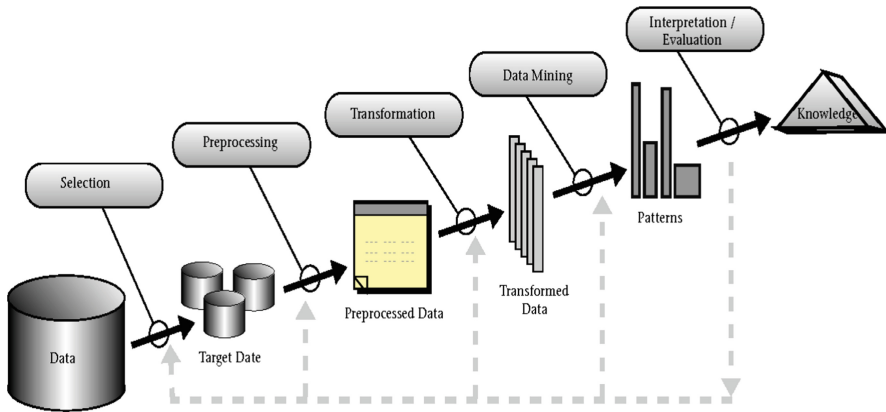 Interpretation /
Evaluation
Data Mining
Transformation
Preprocessing
Selection
Knowledge
Patterns
Transformed
Data
Preprocessed Data
Target Date
Data